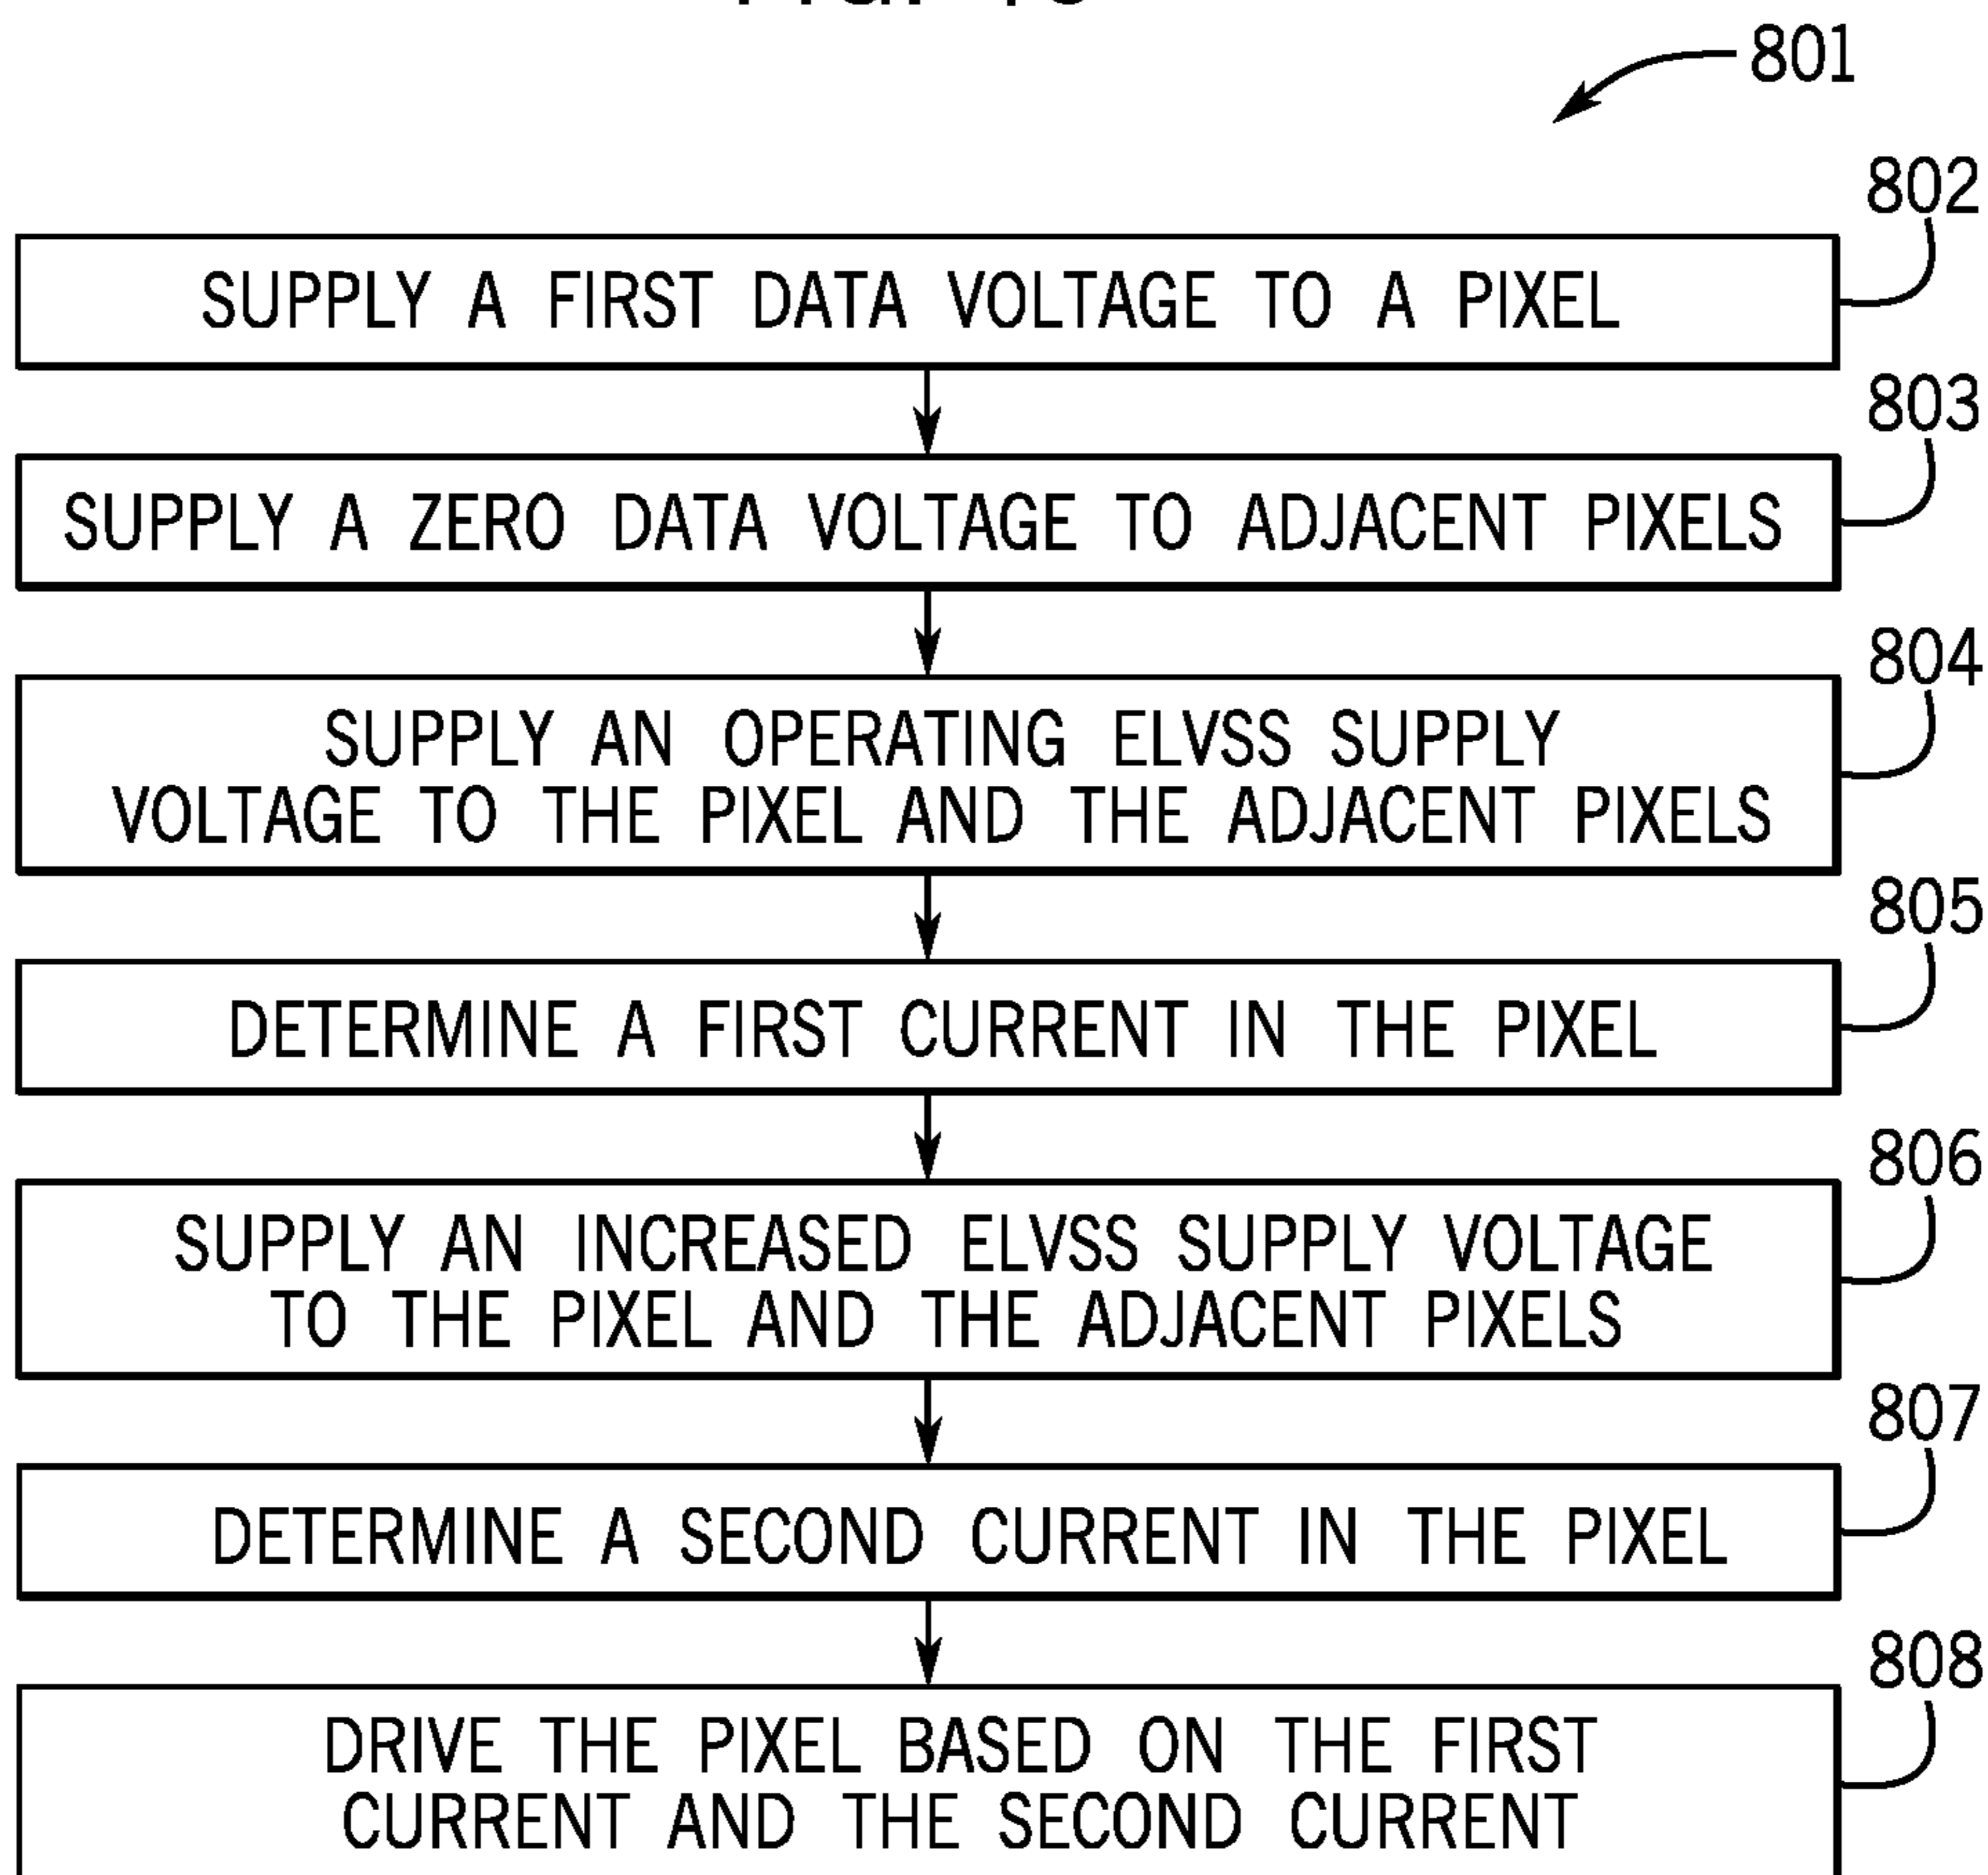 801
802
SUPPLY A FIRST DATA VOLTAGE TO A PIXEL
803
SUPPLY A ZERO DATA VOLTAGE TO ADJACENT PIXELS
804
SUPPLY AN OPERATING ELVSS SUPPLY
VOLTAGE TO THE PIXEL AND THE ADJACENT PIXELS
805
DETERMINE A FIRST CURRENT IN THE PIXEL
806
SUPPLY AN INCREASED ELVSS SUPPLY VOLTAGE
TO THE PIXEL AND THE ADJACENT PIXELS
807
DETERMINE A SECOND CURRENT IN THE PIXEL
808
DRIVE THE PIXEL BASED ON THE FIRST
CURRENT AND THE SECOND CURRENT